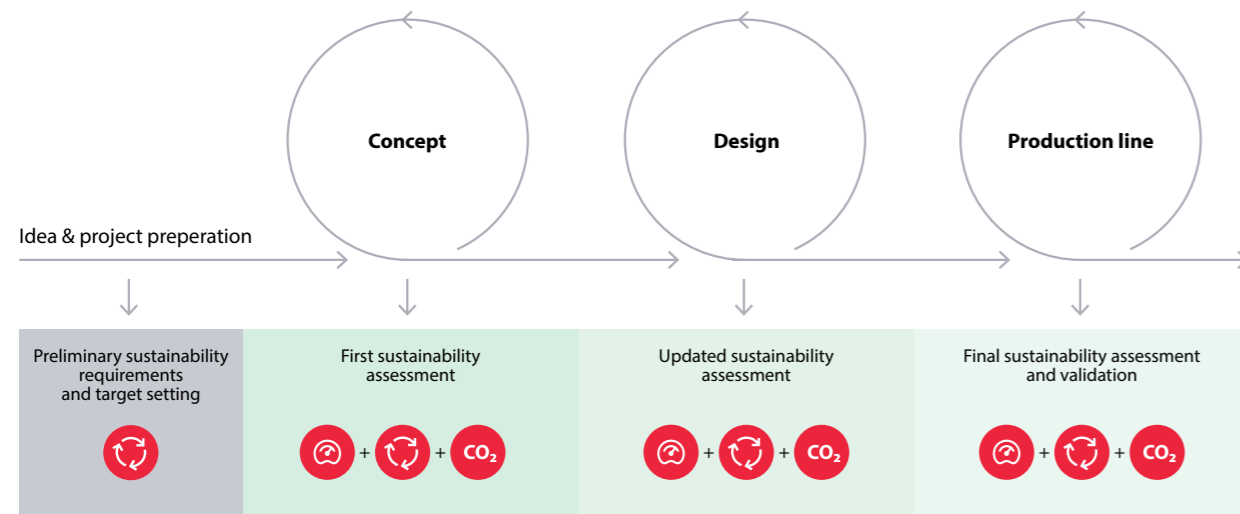 Concept
Design
Production line
Idea & project preperation
Preliminary sustainability
requirements
and target setting
First sustainability
assessment
Updated sustainability
assessment
Final sustainability assessment
and validation
+ + CO₂
+ + CO₂
+ + CO₂